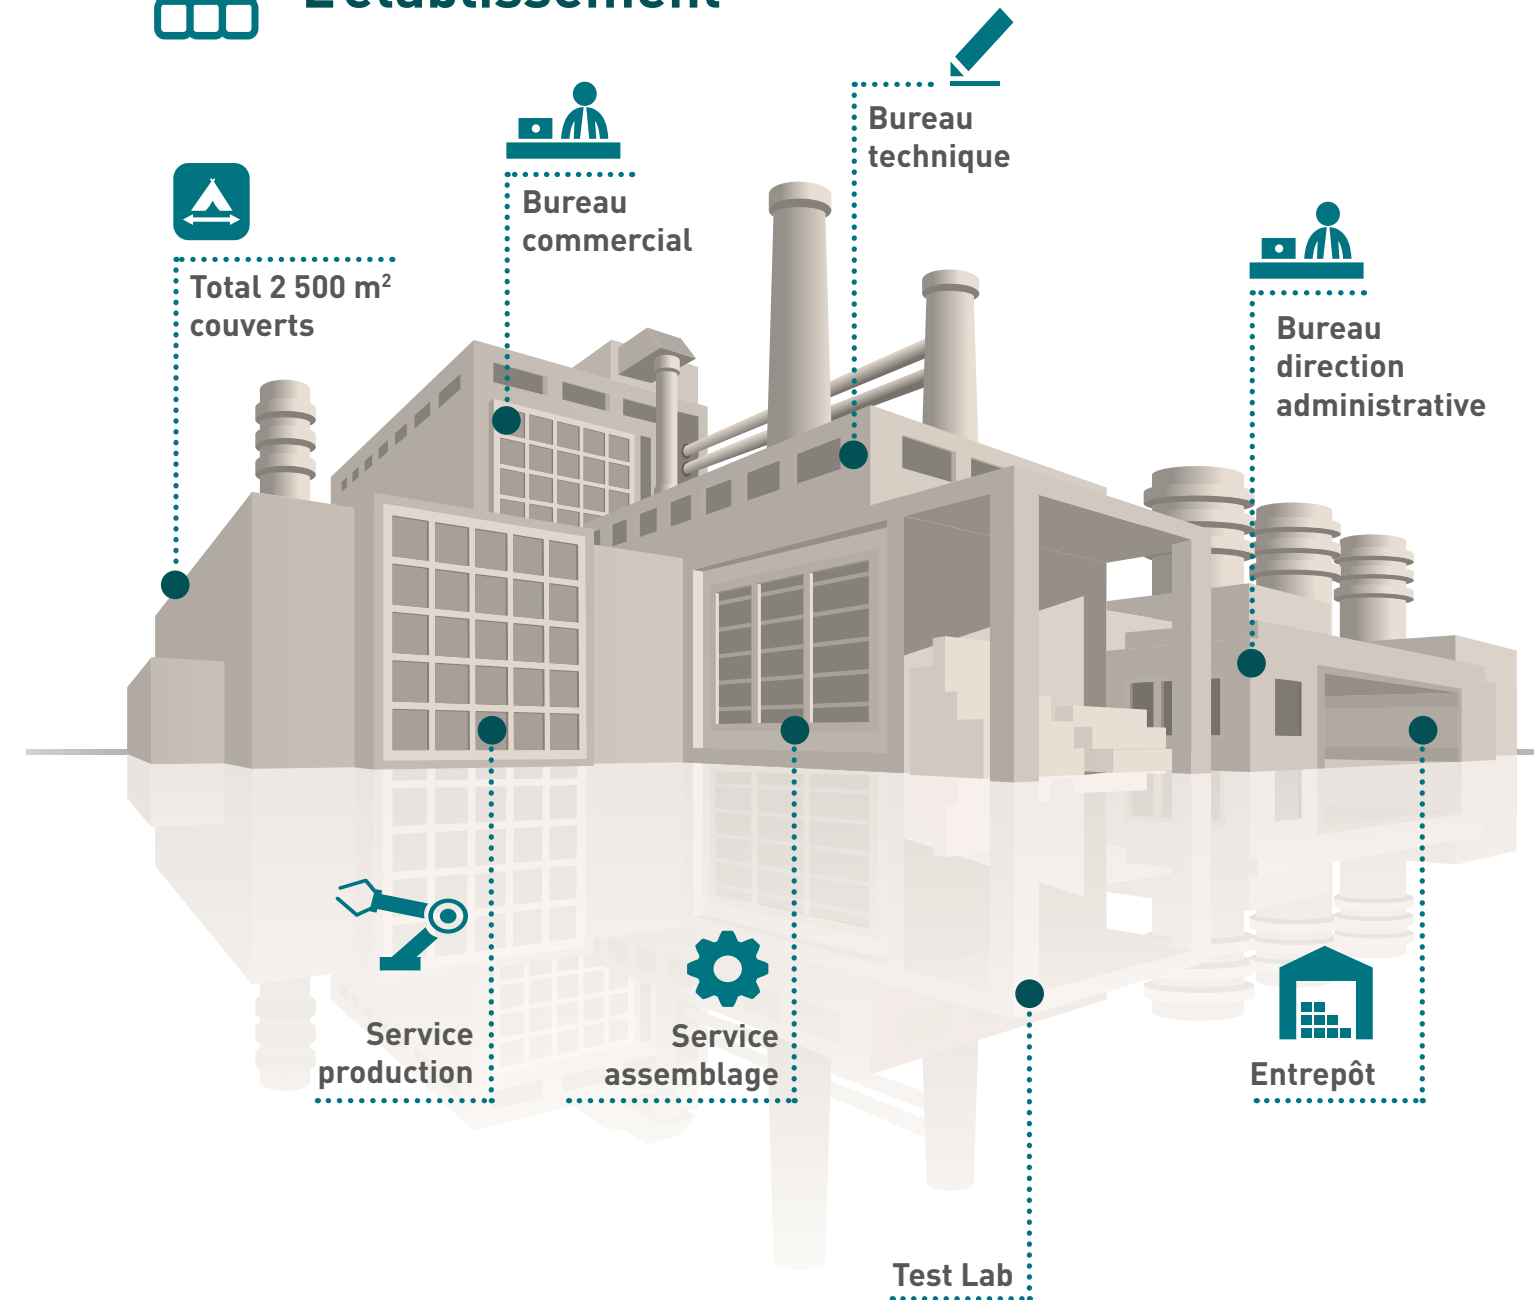 L'établissement
Bureau
technique
Bureau
commercial
Total 2 500 m²
couverts
Bureau
direction
administrative
Service
production
Service
assemblage
Entrepôt
Test Lab